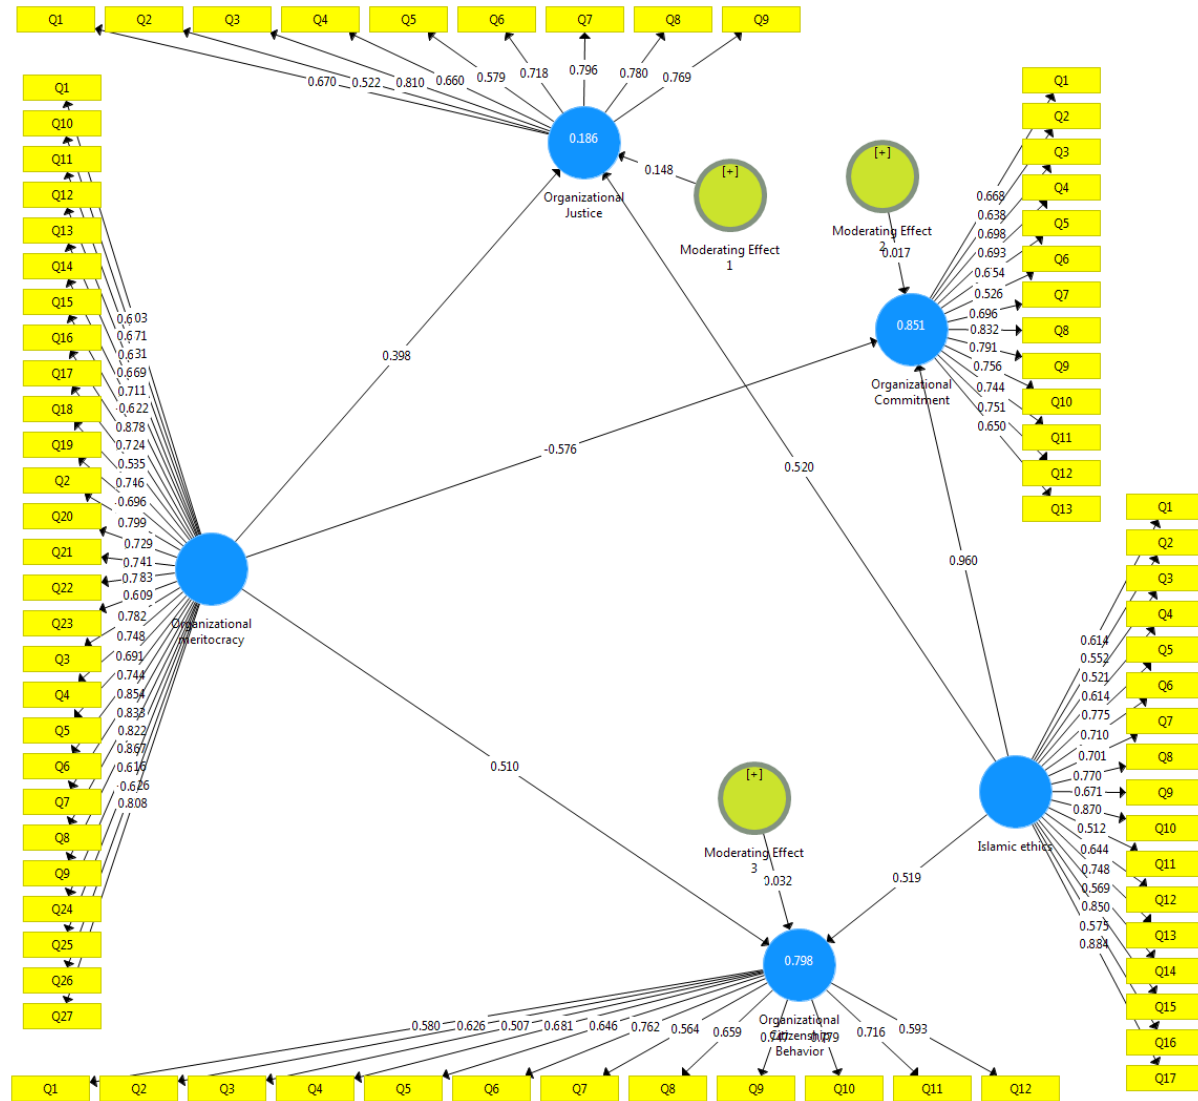 Q1 Q2 Q3 Q4 Q5 Q6 Q7 Q8 Q9
0.670 0.522 0.810 0.660 0.579 0.718 0.796 0.780 0.769
0.186
Organizational
Justice
0.148
[+]
Moderating Effect
1
[+]
Moderating Effect
2
0.017
Q1
Q10
Q11
Q12
Q13
Q14
Q15
Q16
Q17
Q18
Q19
Q2
Q20
Q21
Q22
Q23
Q3
Q4
Q5
Q6
Q7
Q8
Q9
Q24
Q25
Q26
Q27
0.603
0.671
0.631
0.669
0.711
0.622
0.878
0.724
0.535
0.746
0.696
0.799
0.729
0.741
0.783
0.609
0.782
0.748
0.691
0.744
0.854
0.833
0.822
0.867
0.616
0.626
0.808
Organizational
meritocracy
0.398
-0.576
0.520
0.960
0.510
0.519
0.851
Organizational
Commitment
0.668
0.638
0.698
0.693
0.654
0.526
0.696
0.832
0.791
0.756
0.744
0.751
0.650
Q1
Q2
Q3
Q4
Q5
Q6
Q7
Q8
Q9
Q10
Q11
Q12
Q13
Islamic ethics
0.614
0.552
0.521
0.614
0.775
0.710
0.701
0.770
0.671
0.870
0.512
0.644
0.748
0.569
0.850
0.575
0.884
Q1
Q2
Q3
Q4
Q5
Q6
Q7
Q8
Q9
Q10
Q11
Q12
Q13
Q14
Q15
Q16
Q17
[+]
Moderating Effect
3
0.032
0.798
Organizational
Citizenship
Behavior
0.580 0.626 0.507 0.681 0.646 0.762 0.564 0.659 0.716 0.593
Q1 Q2 Q3 Q4 Q5 Q6 Q7 Q8 Q9 Q10 Q11 Q12